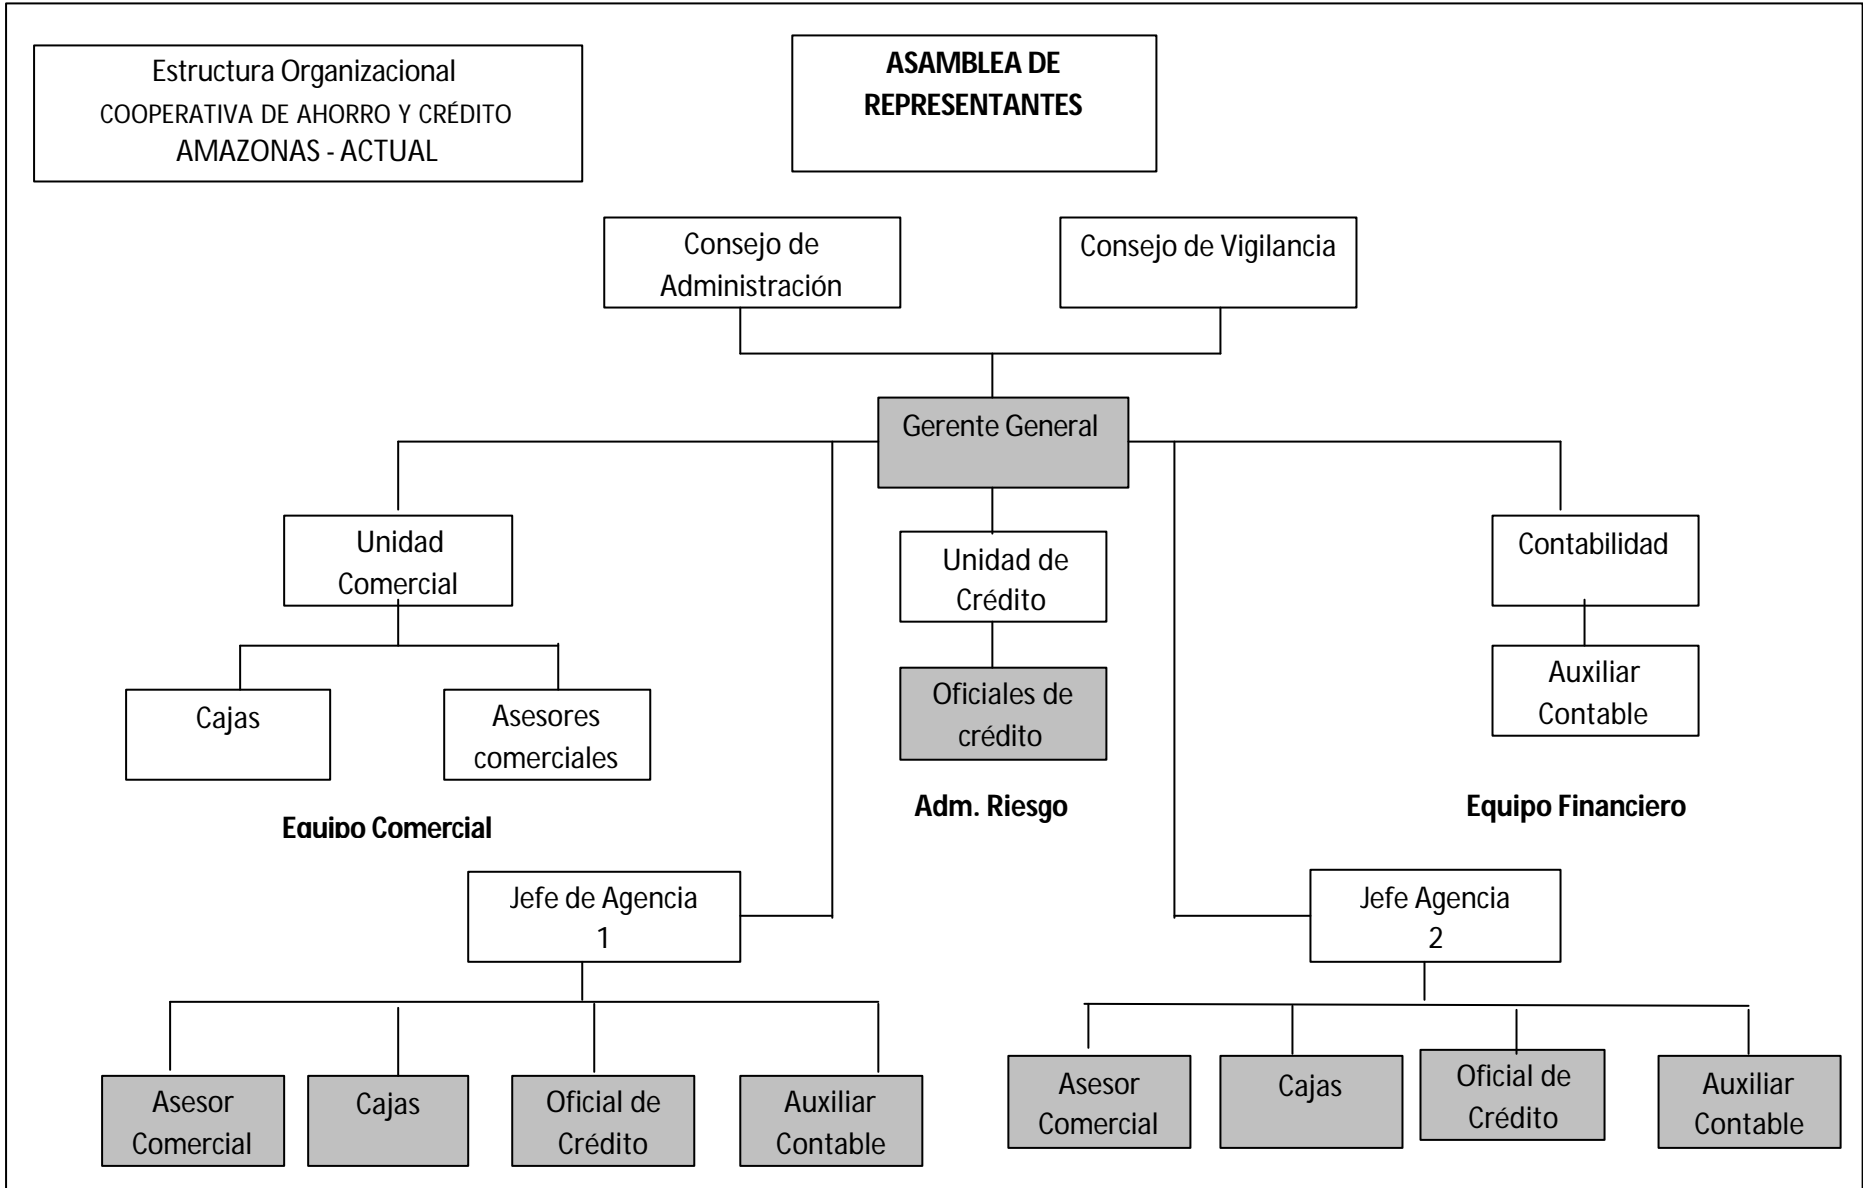 Estructura Organizacional
COOPERATIVA DE AHORRO Y CRÉDITO
AMAZONAS - ACTUAL
ASAMBLEA DE
REPRESENTANTES
Consejo de
Administración
Consejo de Vigilancia
Gerente General
Unidad
Comercial
Unidad de
Crédito
Contabilidad
Cajas
Asesores
comerciales
Oficiales de
crédito
Auxiliar
Contable
Equipo Comercial
Adm. Riesgo
Equipo Financiero
Jefe de Agencia
1
Jefe Agencia
2
Asesor
Comercial
Cajas
Oficial de
Crédito
Auxiliar
Contable
Asesor
Comercial
Cajas
Oficial de
Crédito
Auxiliar
Contable